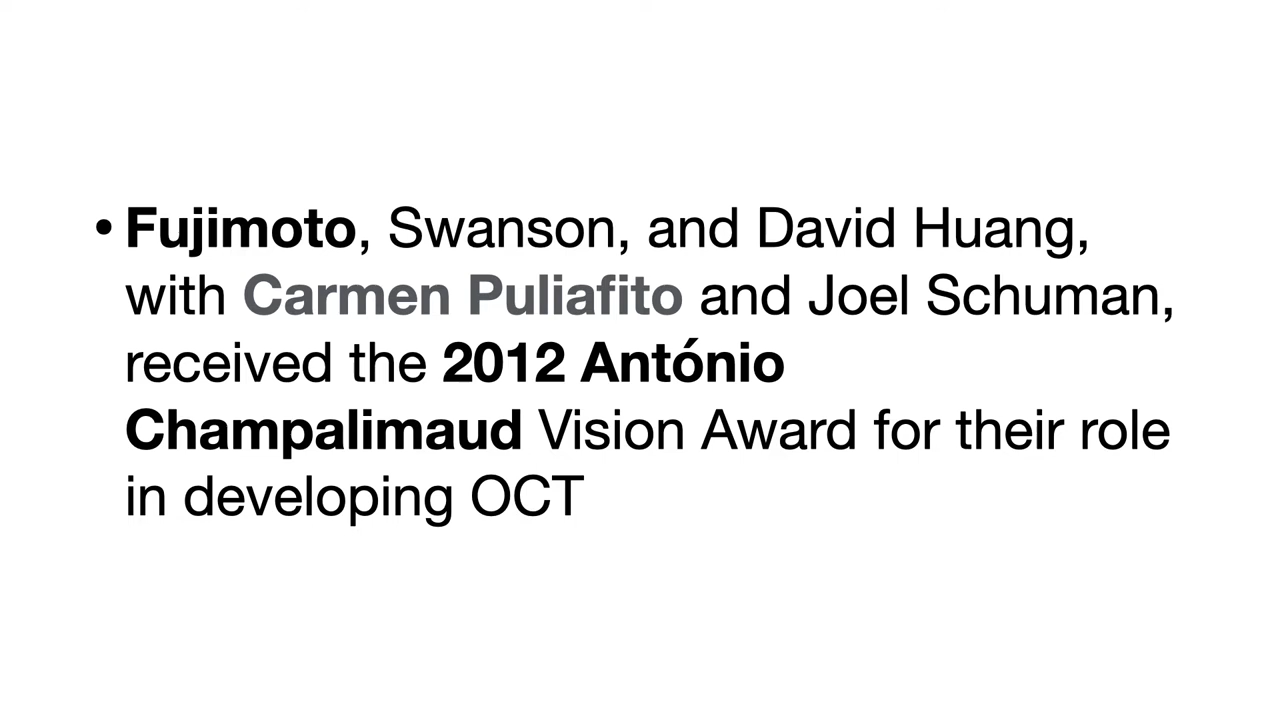 • Fujimoto, Swanson, and David Huang,
with Carmen Puliafito and Joel Schuman,
received the 2012 António
Champalimaud Vision Award for their role
in developing OCT